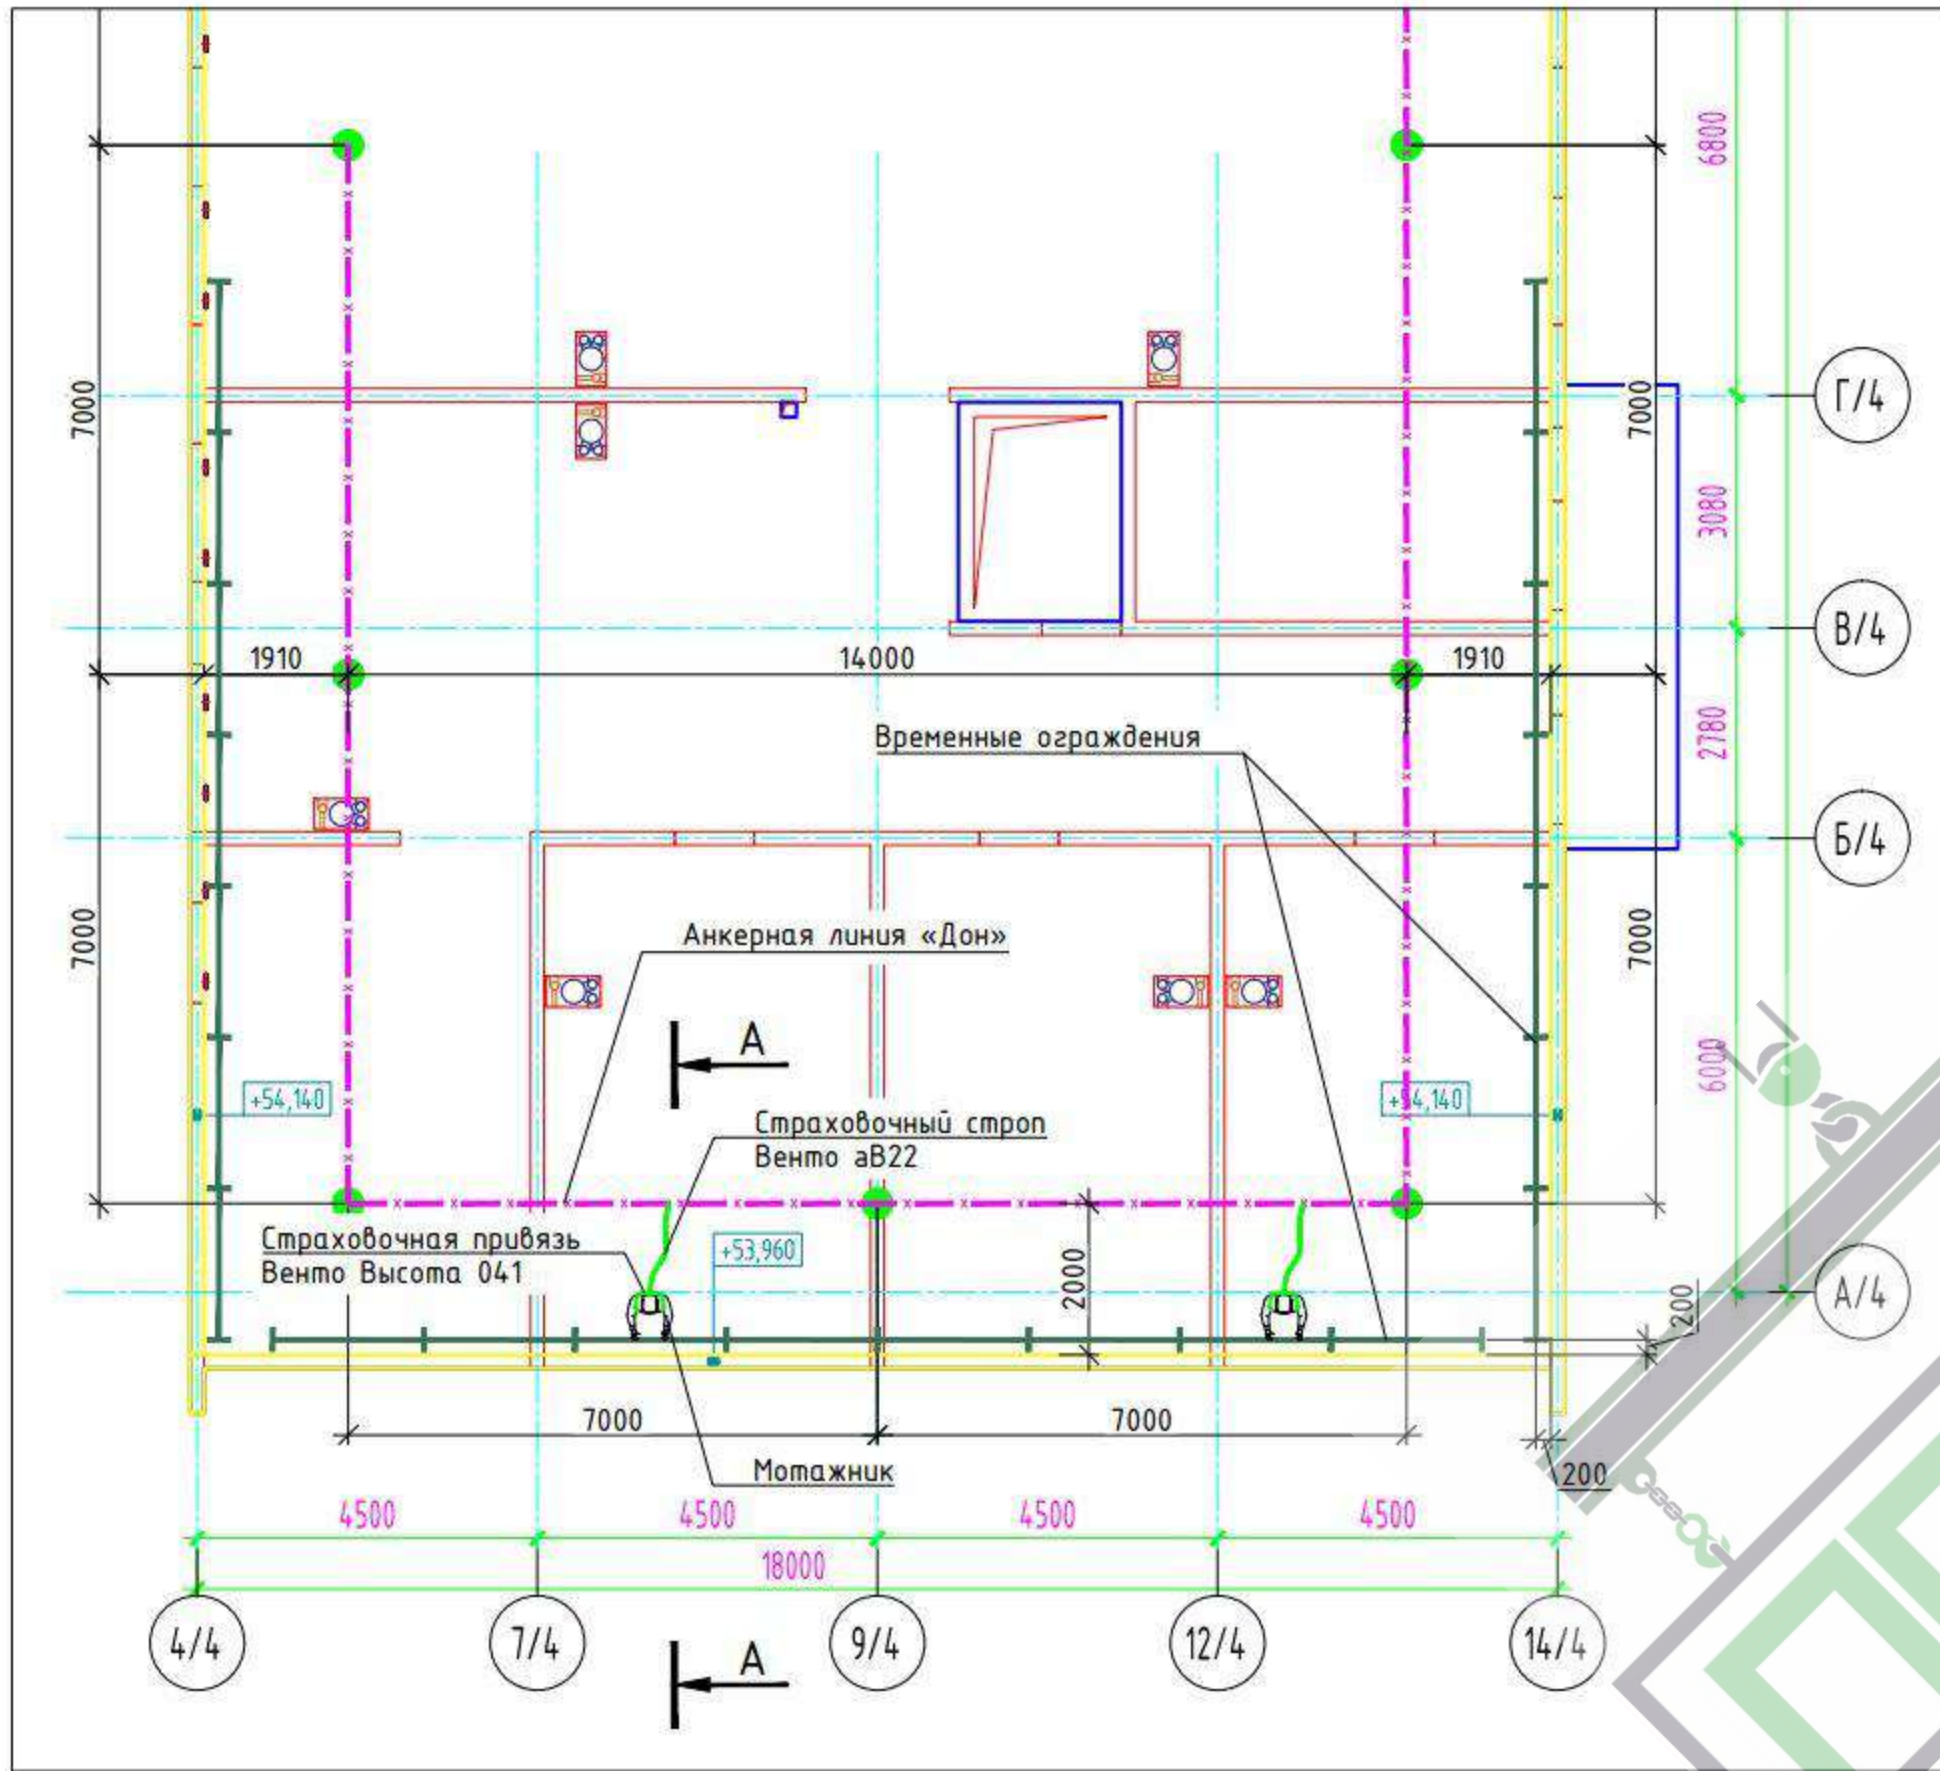 6800
7000
7000
Г/4
3080
В/4
1910
14000
1910
2780
Временные ограждения
Б/4
7000
Анкерная линия «Дон»
7000
А
6000
+54,140
Страховочный строп
Венто аВ22
+54,140
Страховочная привязь
Венто Высота 041
+53,960
2000
200
А/4
7000
7000
Мотажник
200
4500
4500
4500
4500
18000
4/4
7/4
9/4
12/4
14/4
А